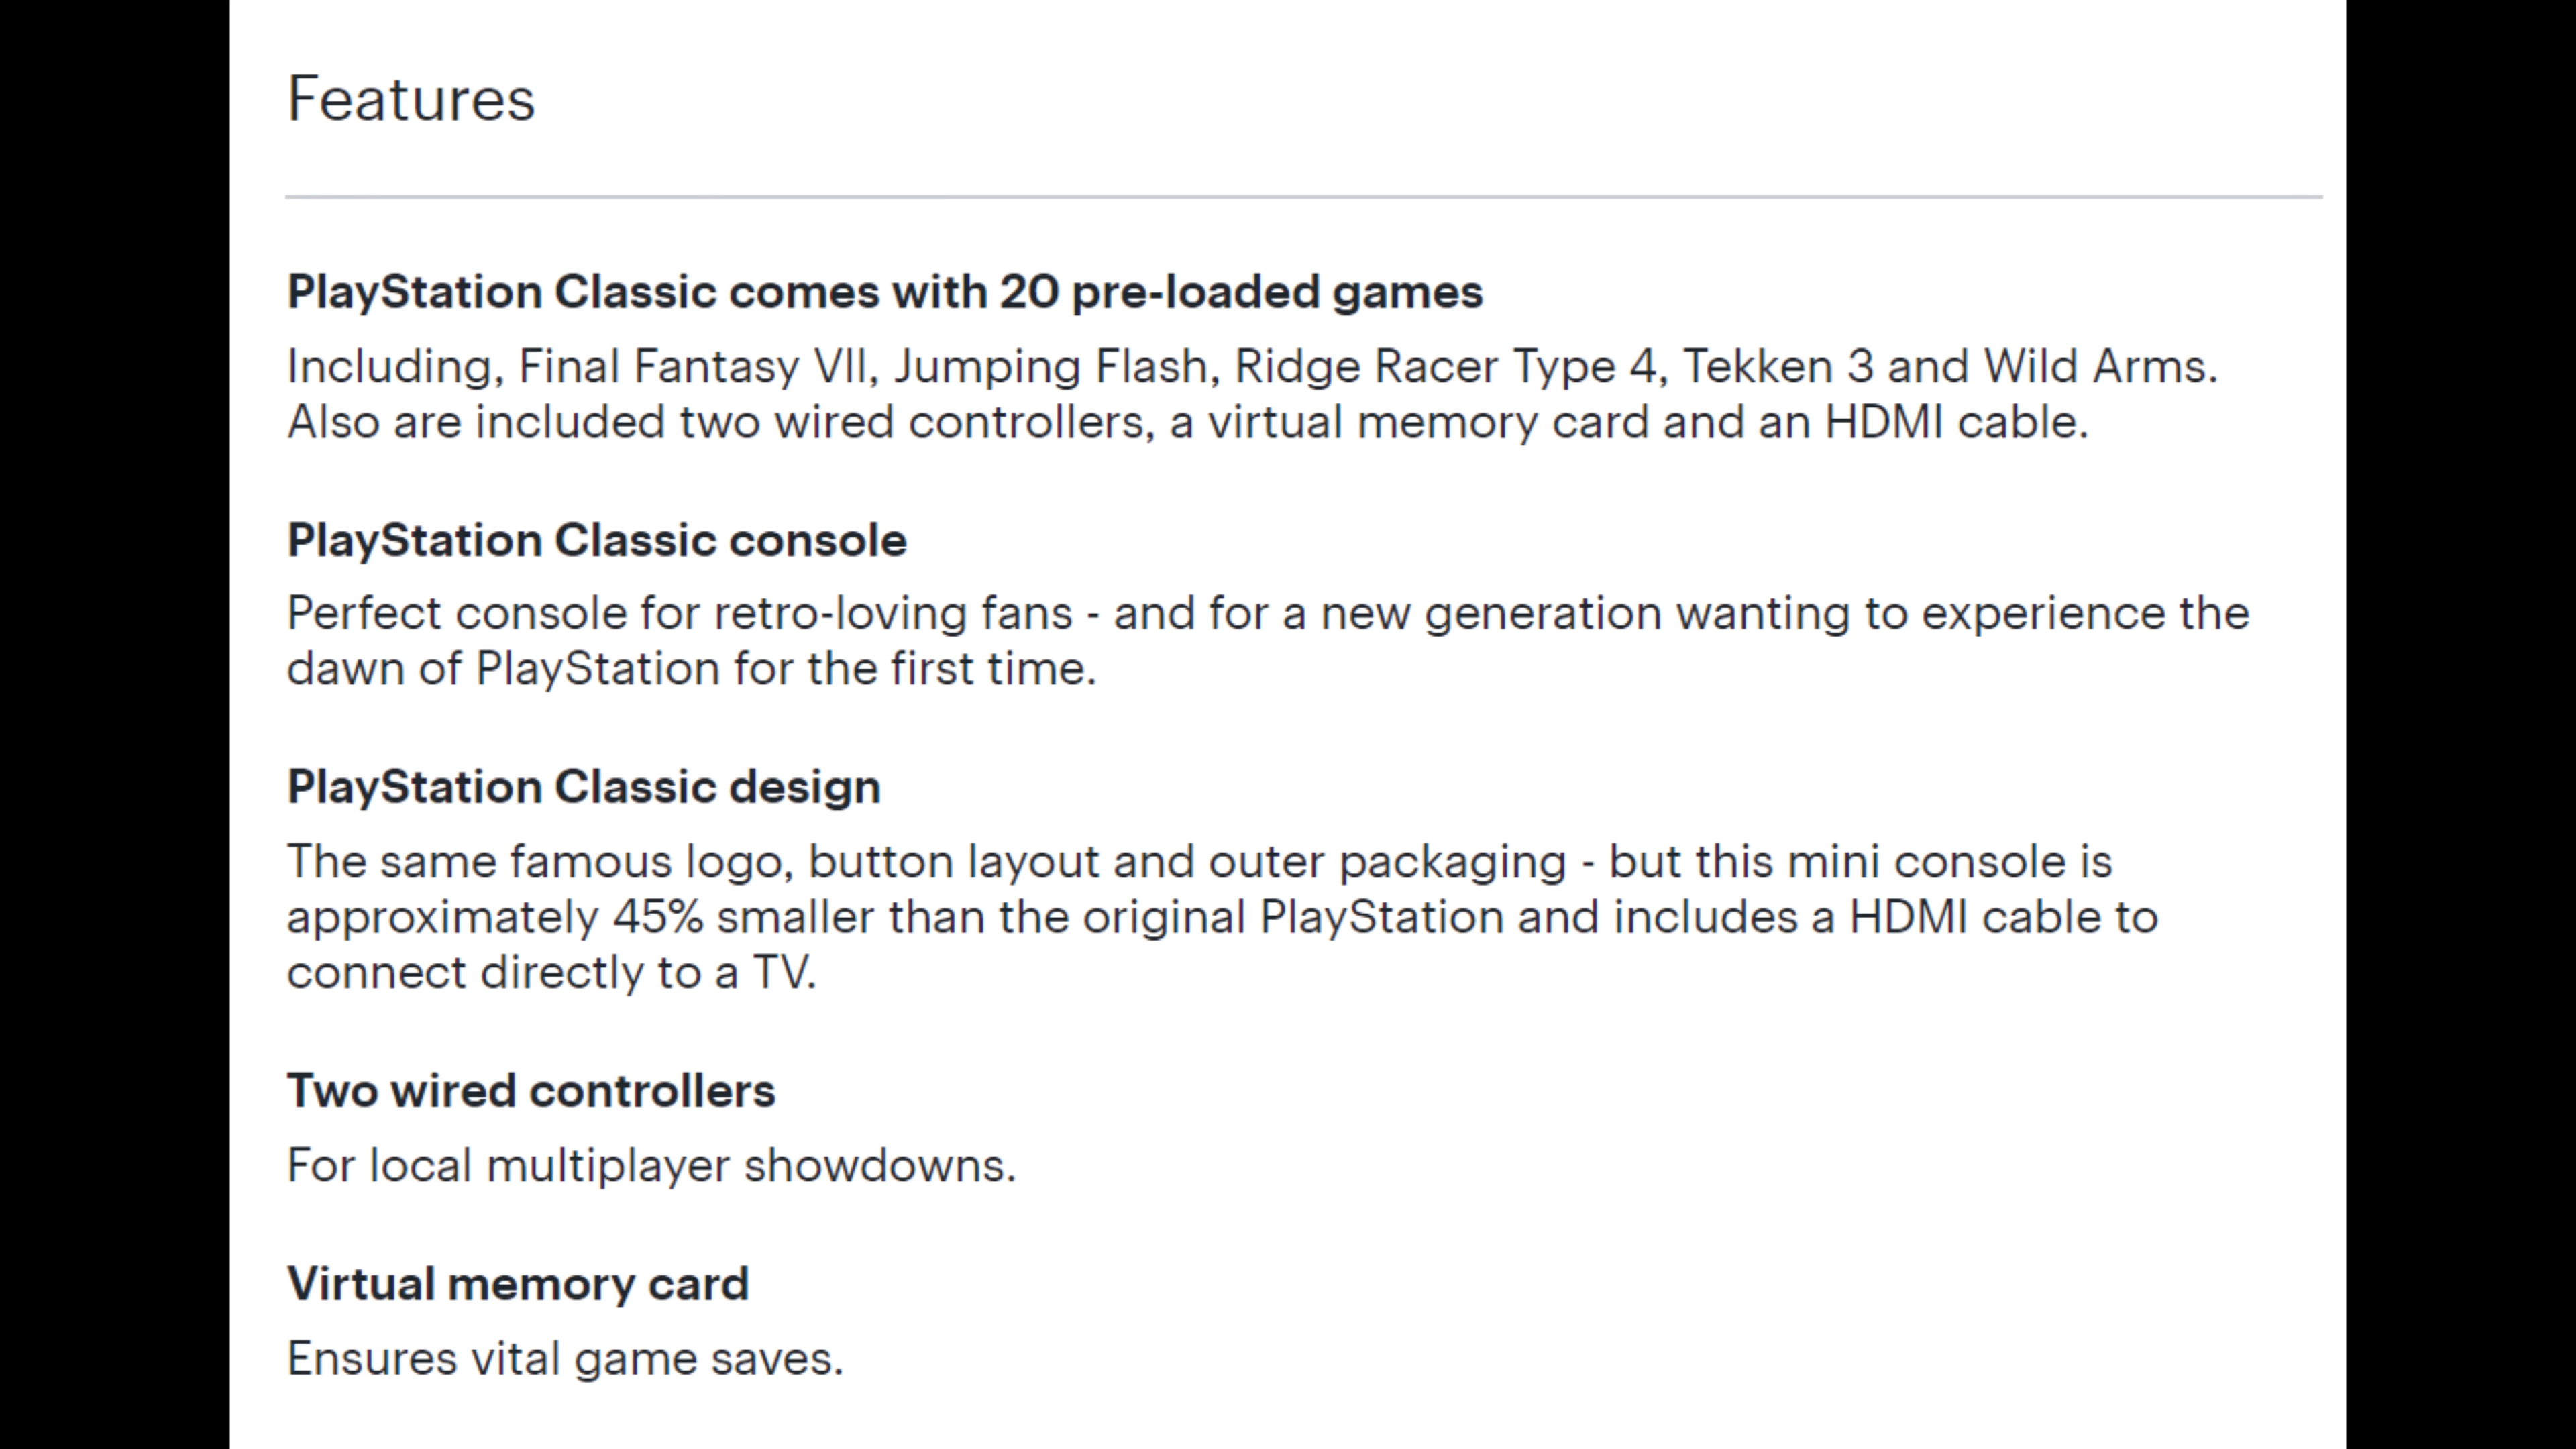 Features
PlayStation Classic comes with 20 pre-loaded games
Including, Final Fantasy VII, Jumping Flash, Ridge Racer Type 4, Tekken 3 and Wild Arms.
Also are included two wired controllers, a virtual memory card and an HDMI cable.
PlayStation Classic console
Perfect console for retro-loving fans - and for a new generation wanting to experience the
dawn of PlayStation for the first time.
PlayStation Classic design
The same famous logo, button layout and outer packaging - but this mini console is
approximately 45% smaller than the original PlayStation and includes a HDMI cable to
connect directly to a TV.
Two wired controllers
For local multiplayer showdowns.
Virtual memory card
Ensures vital game saves.